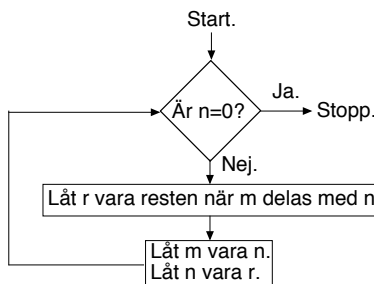 Start.
Är n=0?
Ja.
Stopp.
Nej.
Låt r vara resten när m delas med n
Låt m vara n.
Låt n vara r.